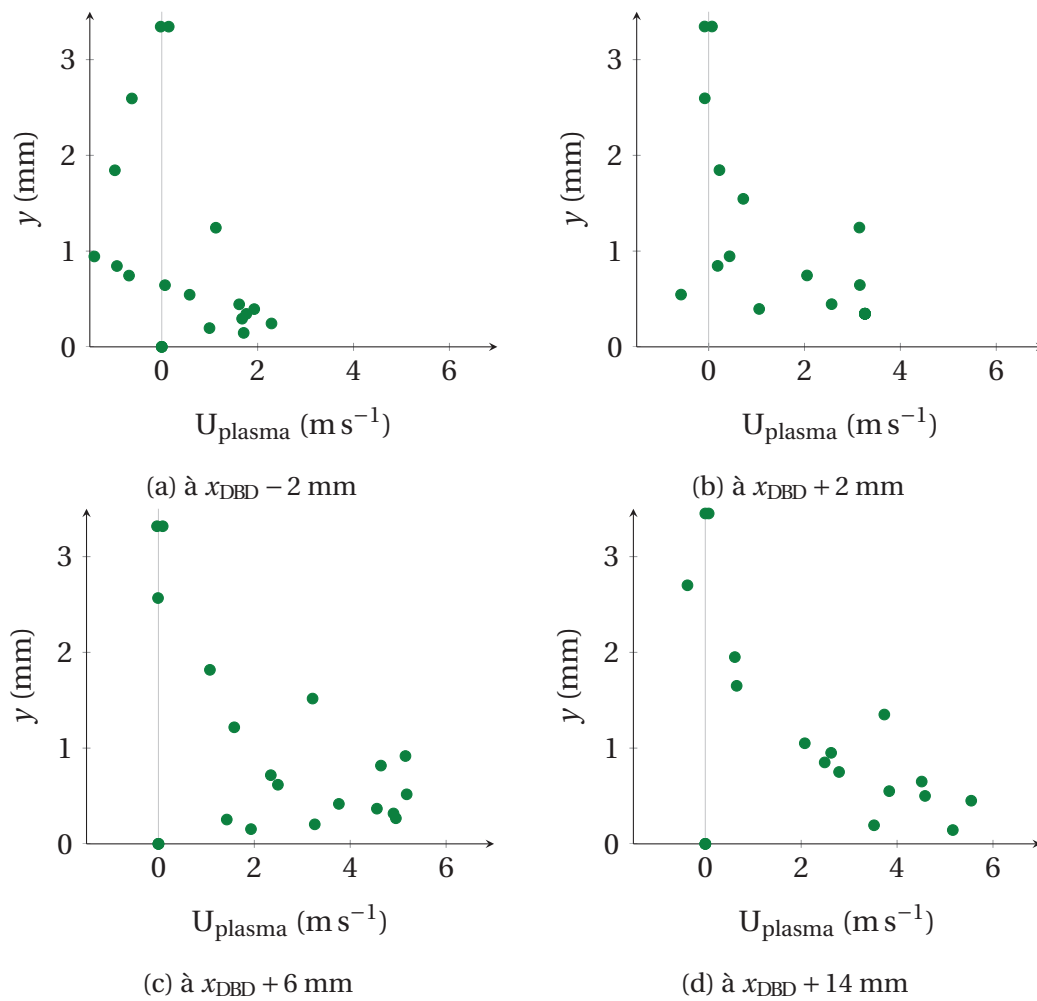 3
2
1
0
y (mm)
0 2 4 6
U_plasma (m s⁻¹)
(a) à x_DBD − 2 mm
3
2
1
0
y (mm)
0 2 4 6
U_plasma (m s⁻¹)
(b) à x_DBD + 2 mm
3
2
1
0
y (mm)
0 2 4 6
U_plasma (m s⁻¹)
(c) à x_DBD + 6 mm
3
2
1
0
y (mm)
0 2 4 6
U_plasma (m s⁻¹)
(d) à x_DBD + 14 mm